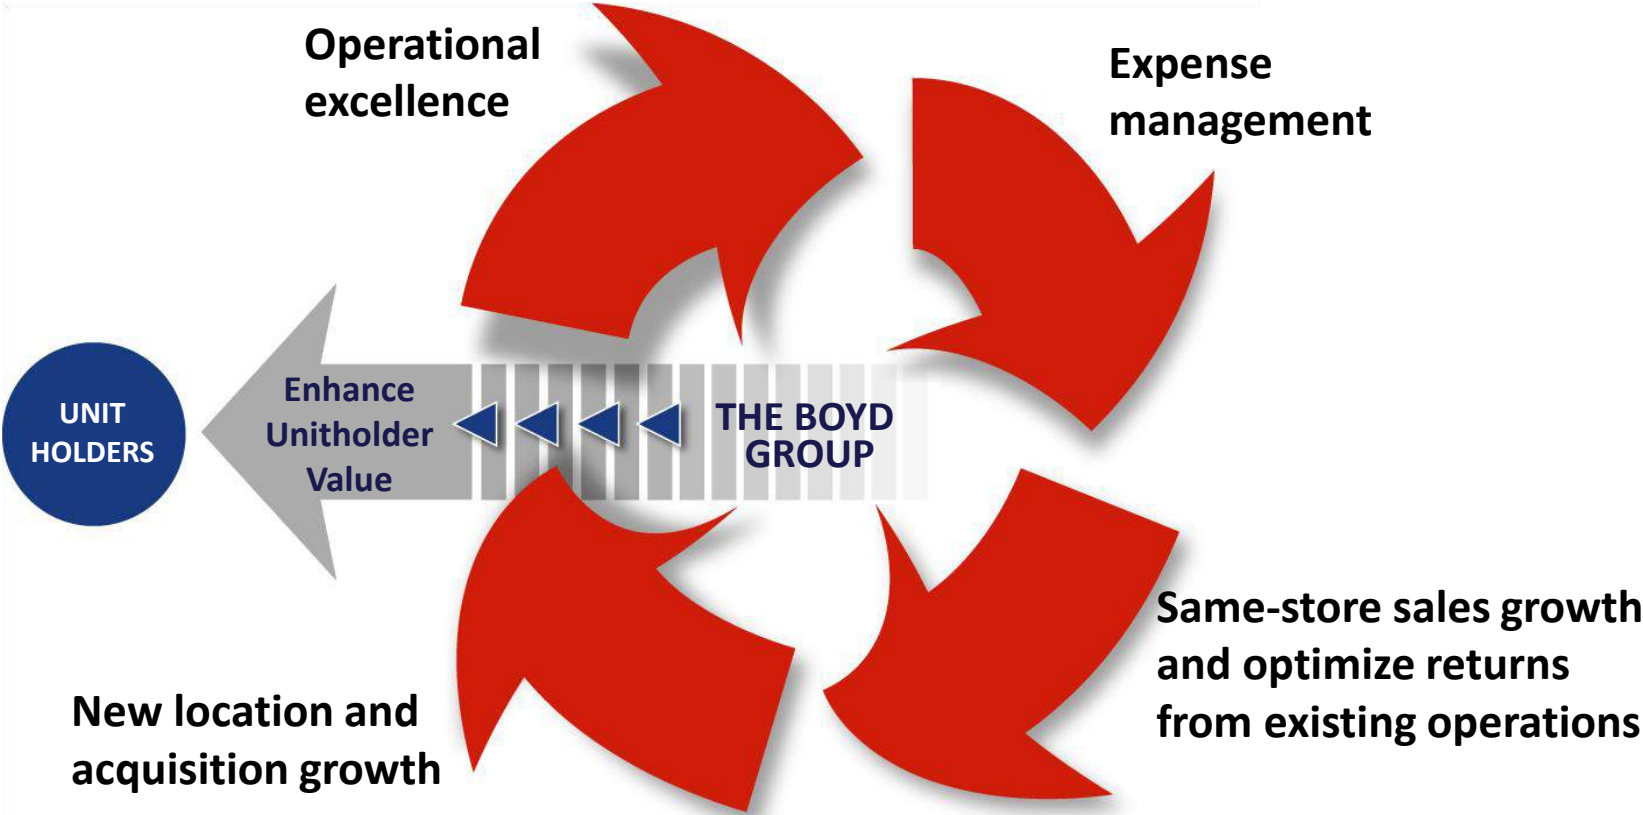 Operational
excellence
Expense
management
UNIT
HOLDERS
Enhance
Unitholder
Value
THE BOYD
GROUP
Same-store sales growth
and optimize returns
from existing operations
New location and
acquisition growth